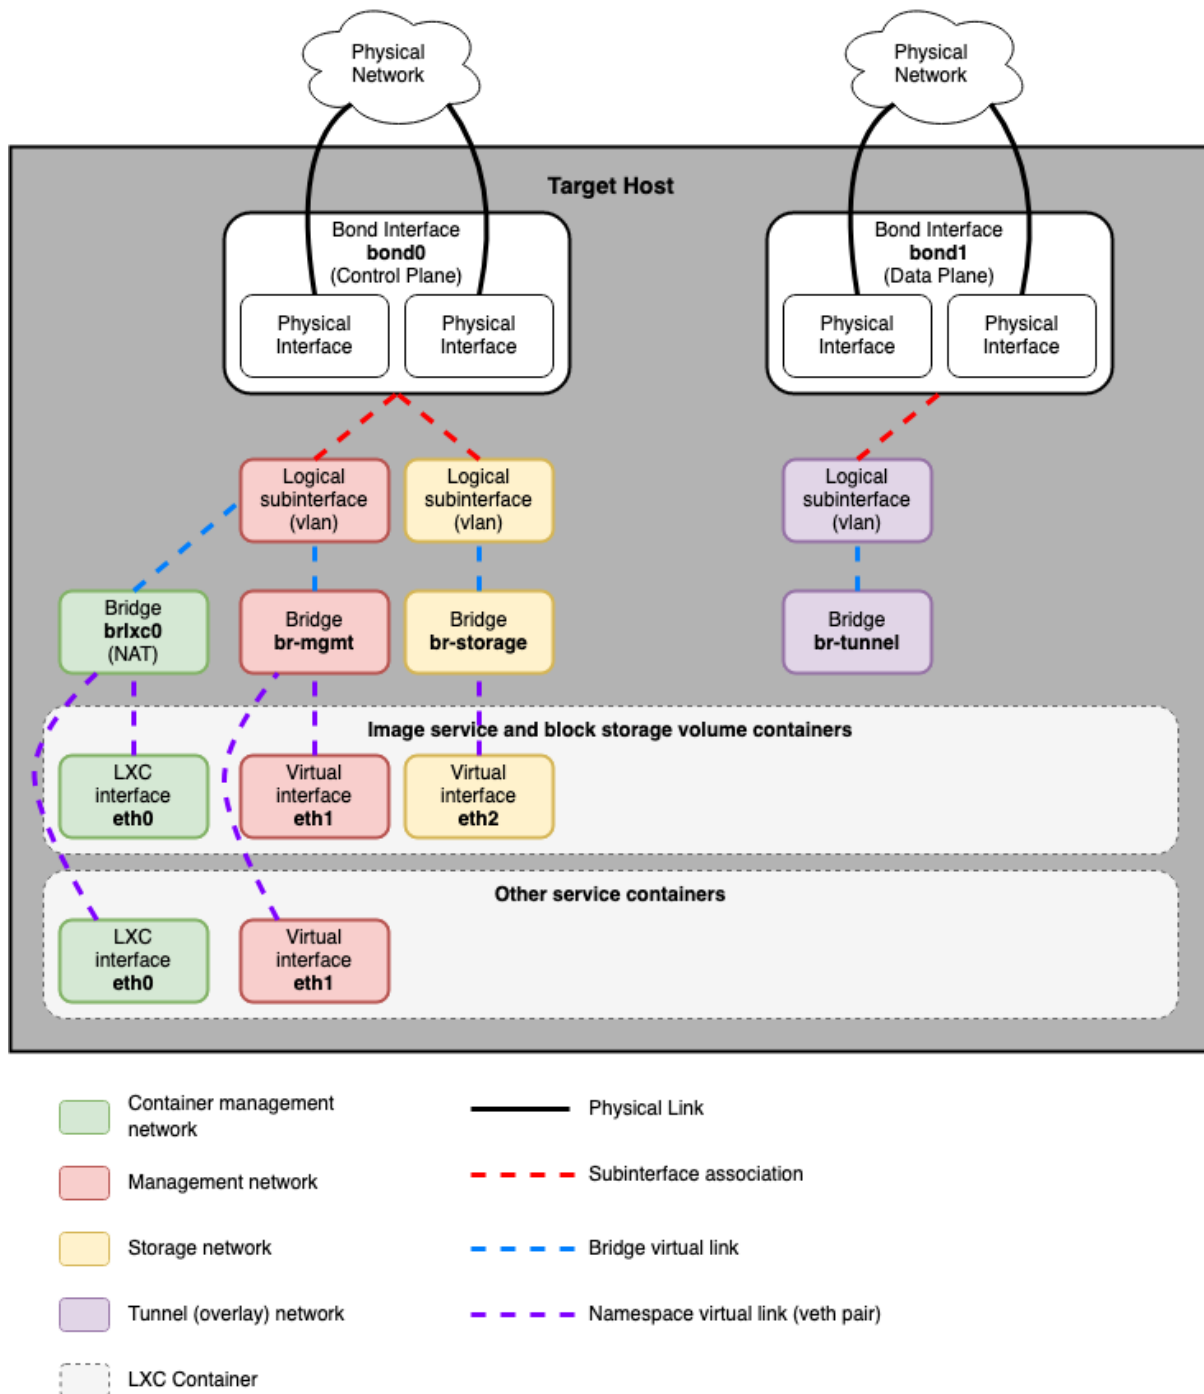 Physical
Network
Physical
Network
Target Host
Bond Interface
bond0
(Control Plane)
Physical
Interface
Physical
Interface
Bond Interface
bond1
(Data Plane)
Physical
Interface
Physical
Interface
Logical
subinterface
(vlan)
Logical
subinterface
(vlan)
Logical
subinterface
(vlan)
Bridge
brlxc0
(NAT)
Bridge
br-mgmt
Bridge
br-storage
Bridge
br-tunnel
Image service and block storage volume containers
LXC
interface
eth0
Virtual
interface
eth1
Virtual
interface
eth2
Other service containers
LXC
interface
eth0
Virtual
interface
eth1
Container management
network
Physical Link
Management network
Subinterface association
Storage network
Bridge virtual link
Tunnel (overlay) network
Namespace virtual link (veth pair)
LXC Container